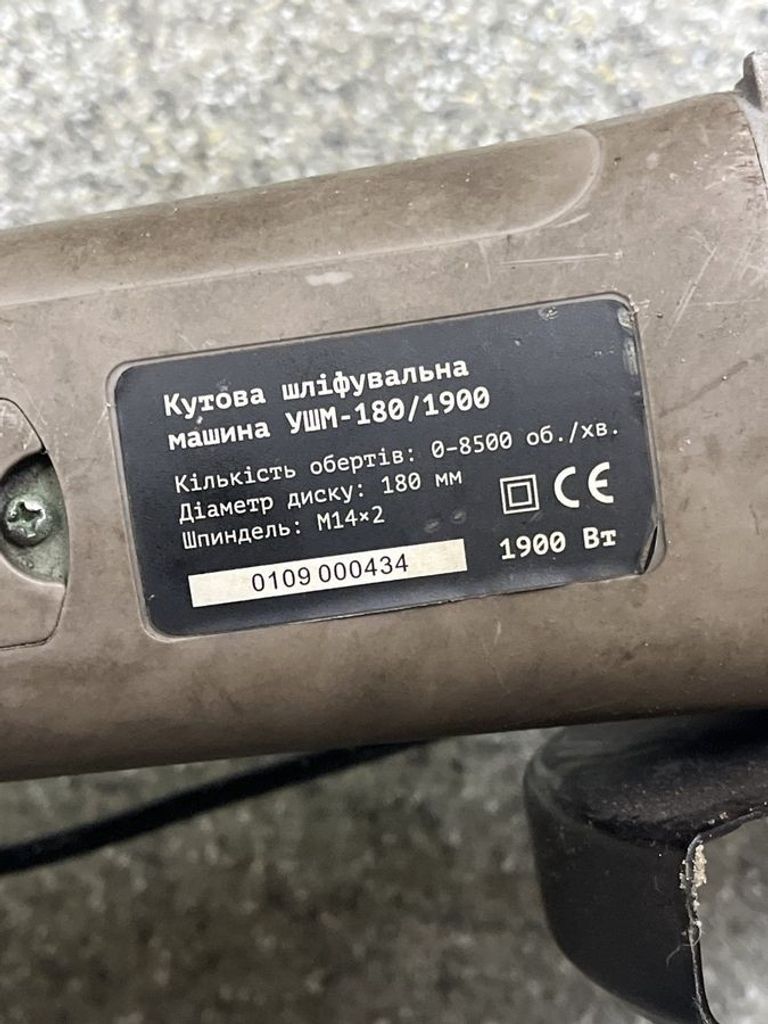 Кутова шліфувальна
машина УШМ-180/1900
Кількість обертів: 0-8500 об./хв.
Діаметр диску: 180 мм
Шпиндель: М14×2
CE
1900 Вт
0109 000434